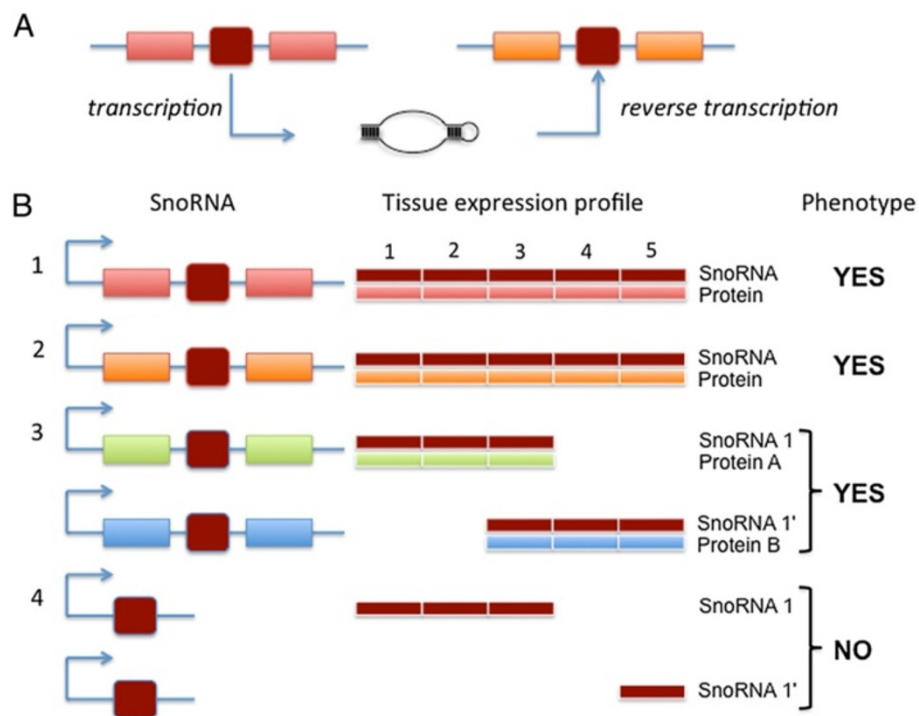 A
transcription
reverse transcription
B
SnoRNA Tissue expression profile Phenotype
1 2 3 4 5
1
SnoRNA
Protein
YES
2
SnoRNA
Protein
YES
3
SnoRNA 1
Protein A
YES
SnoRNA 1'
Protein B
4
SnoRNA 1
NO
SnoRNA 1'